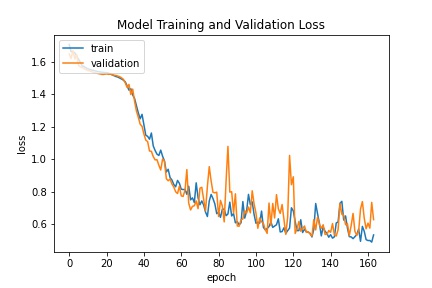 Model Training and Validation Loss
train
validation
1.6
1.4
1.2
1.0
0.8
0.6
loss
0 20 40 60 80 100 120 140 160
epoch